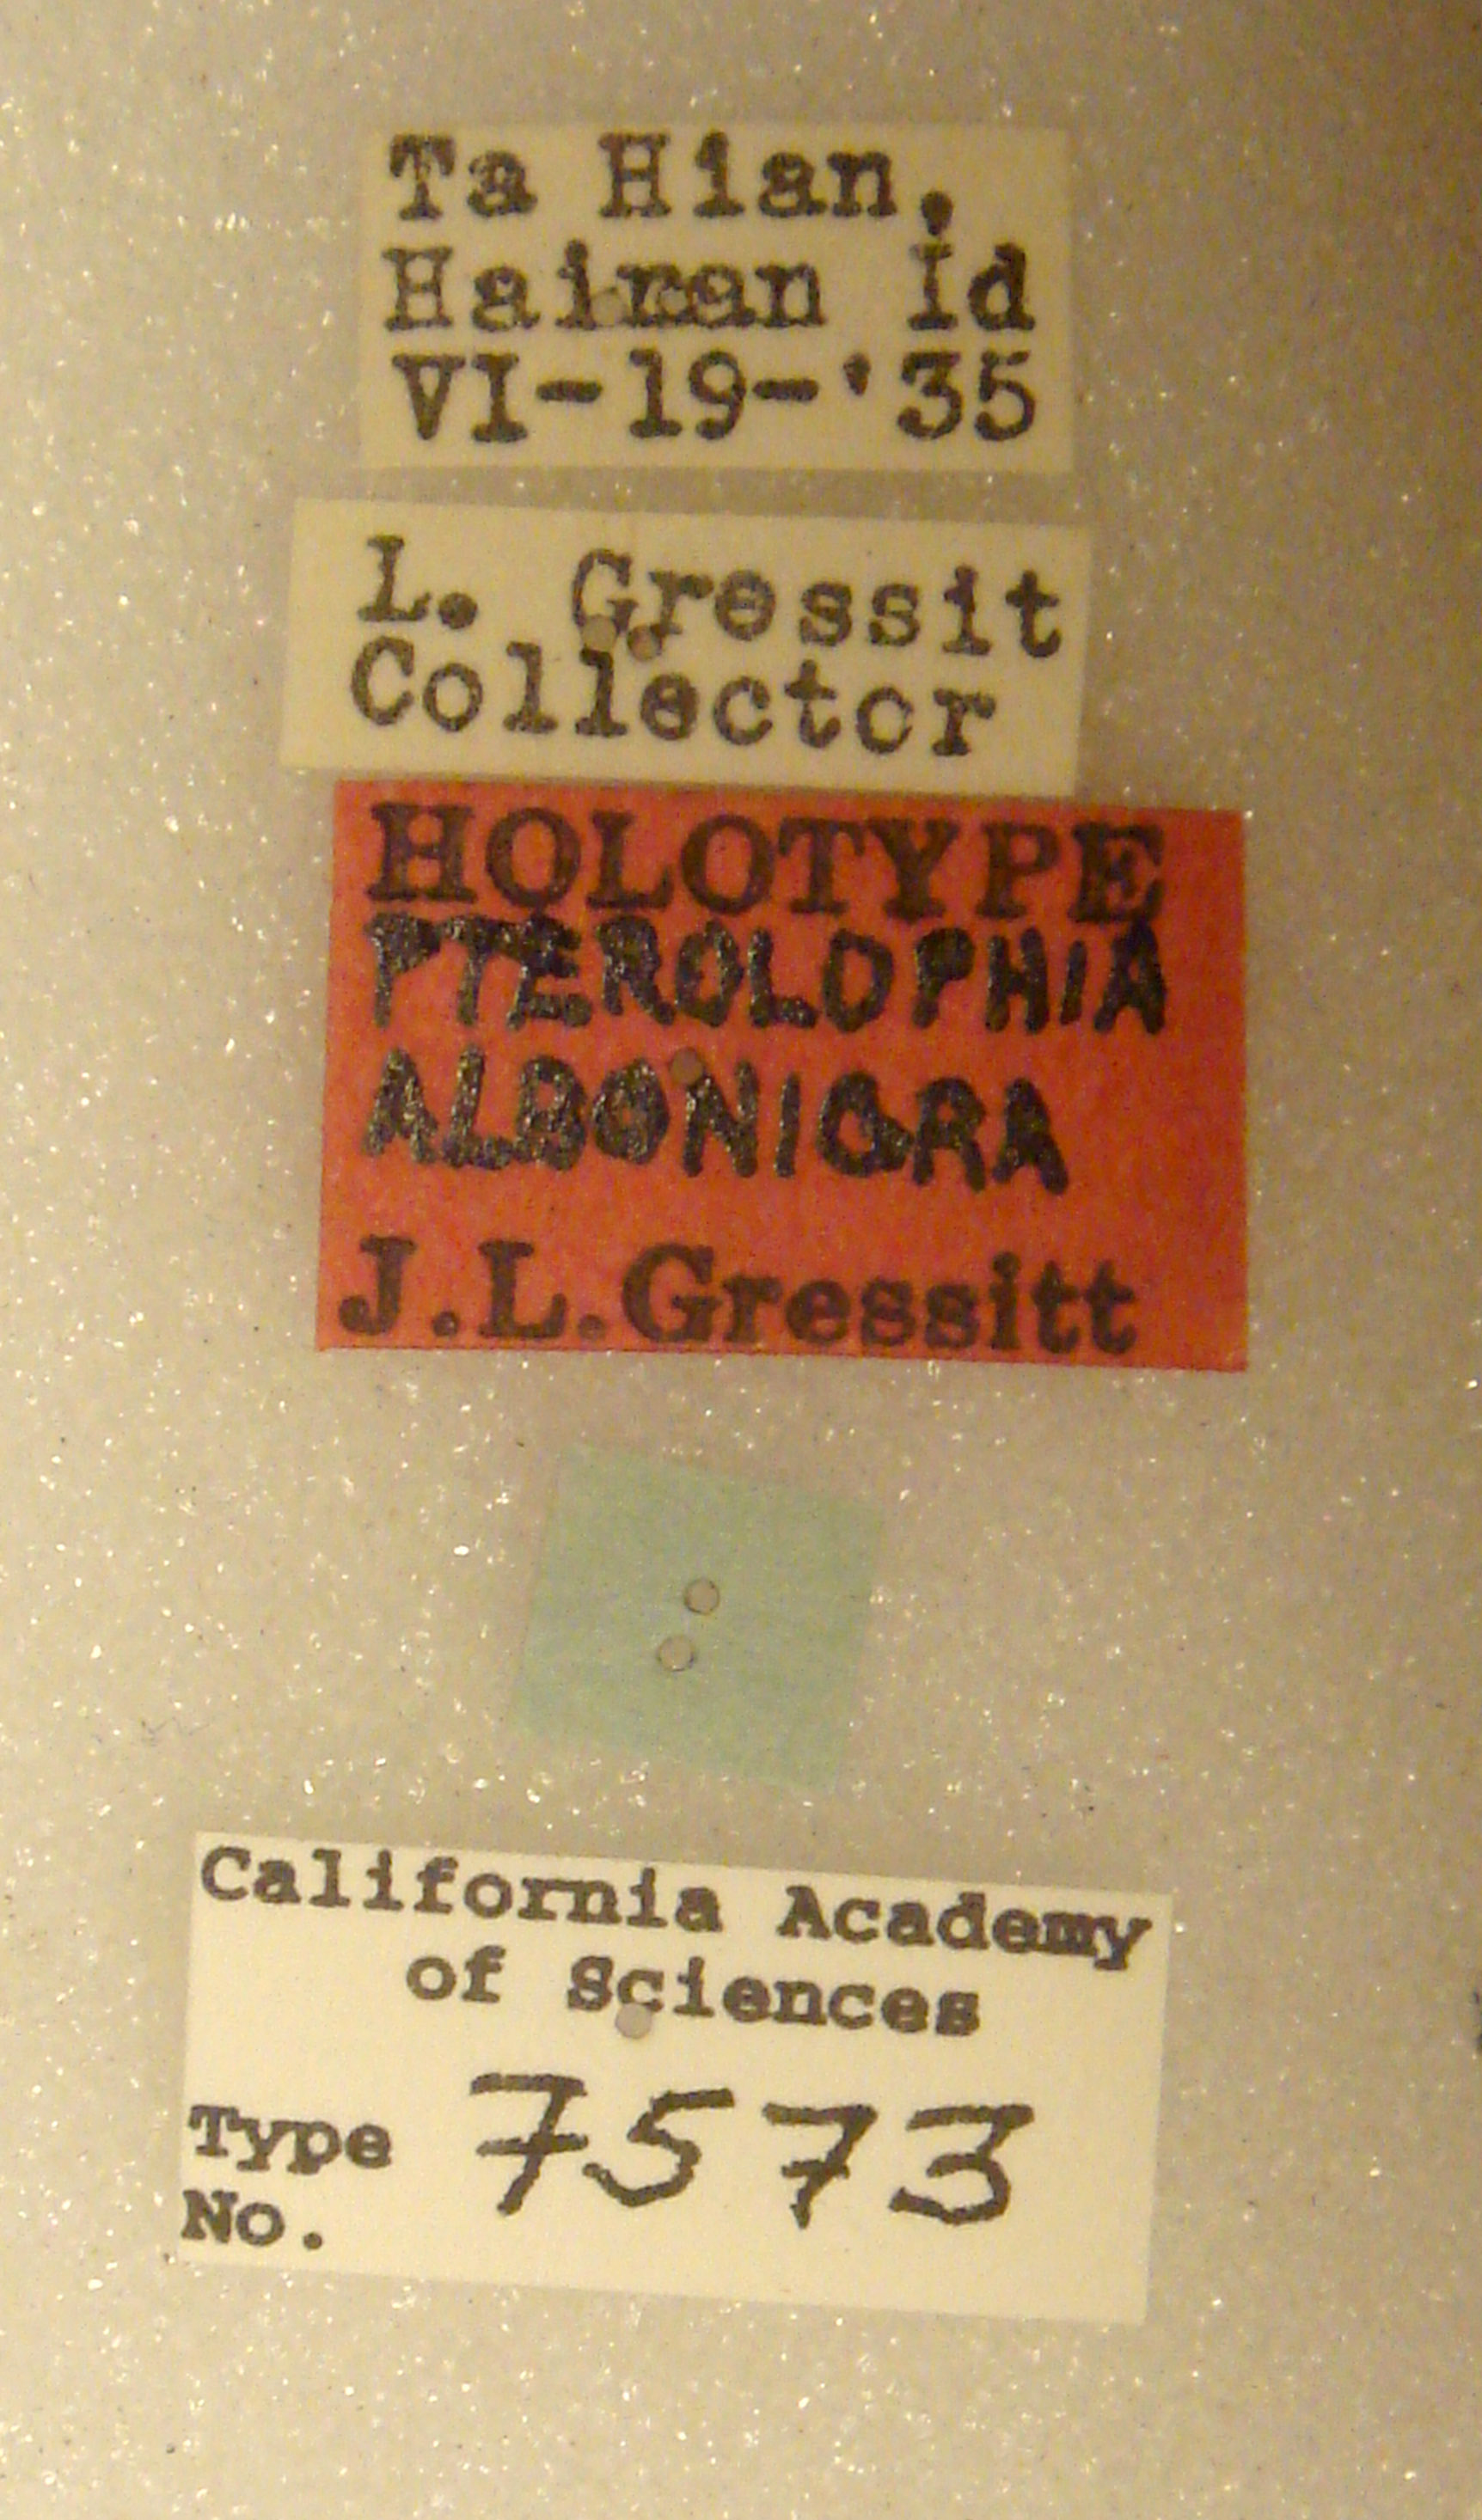 Ta Hian,
Hainan Id
VI-19-'35
L. Gressit
Collector
HOLOTYPE
PTEROLOPHIA
ALBONIGRA
J.L.Gressitt
California Academy
of Sciences
Type
No. 7573